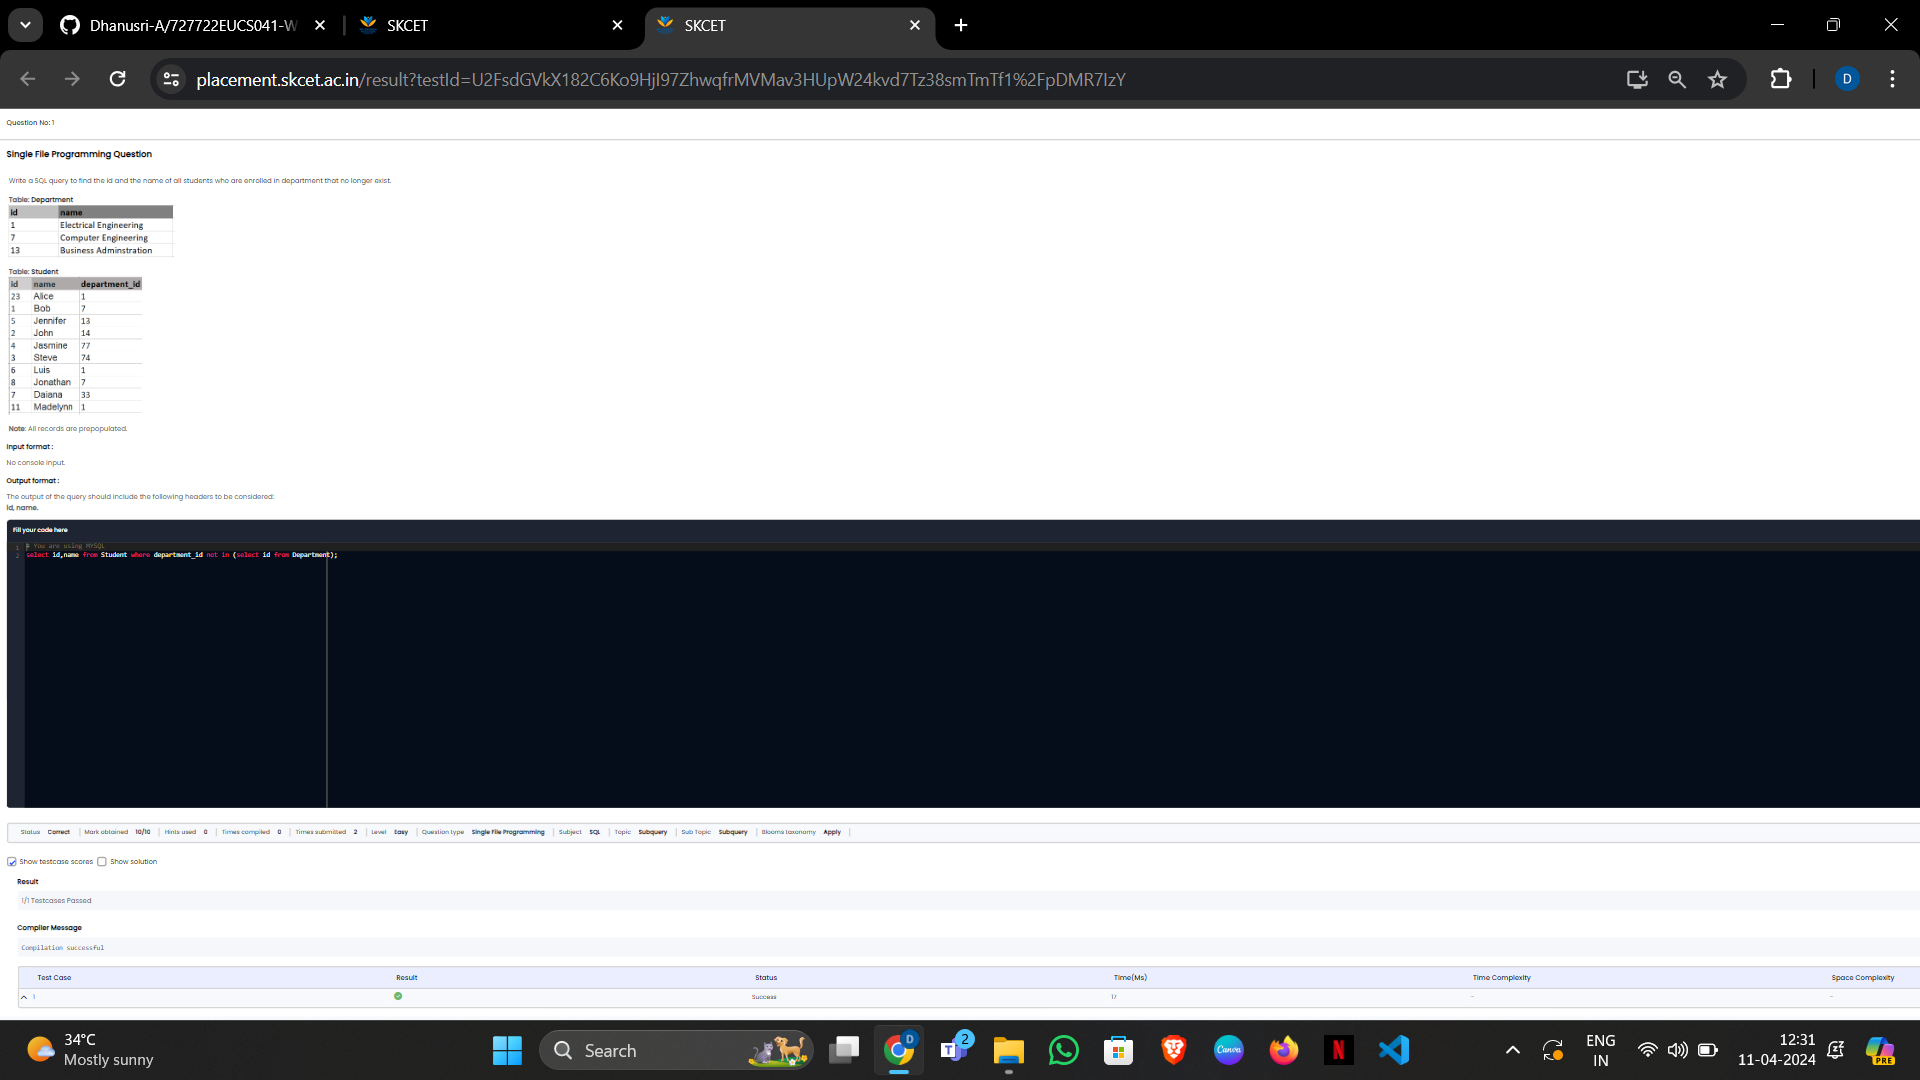 Dhanusri-A/727722EUCS041-W
SKCET
SKCET
placement.skcet.ac.in/result?testId=U2FsdGVkX182C6Ko9HjI97ZhwqfrMVMav3HUpW24kvd7Tz38smTmTf1%2FpDMR7IzY
D
Question No: 1
Single File Programming Question
Write a SQL query to find the id and the name of all students who are enrolled in department that no longer exist.
Table: Department
id name
1 Electrical Engineering
7 Computer Engineering
13 Business Adminstration
Table: Student
id name department_id
23 Alice 1
1 Bob 7
5 Jennifer 13
2 John 14
4 Jasmine 77
3 Steve 74
6 Luis 1
8 Jonathan 7
7 Daiana 33
11 Madelynn 1
Note: All records are prepopulated.
Input format :
No console input.
Output format :
The output of the query should include the following headers to be considered:
Id, name.
Fill your code here
1 # You are using MYSQL
2 select id,name from Student where department_id not in (select id from Department);
Status Correct | Mark obtained 10/10 | Hints used 0 | Times compiled 0 | Times submitted 2 | Level Easy | Question type Single File Programming | Subject SQL | Topic Subquery | Sub Topic Subquery | Blooms taxonomy Apply |
Show testcase scores Show solution
Result
1/1 Testcases Passed
Compiler Message
Compilation successful
Test Case Result Status Time(Ms) Time Complexity Space Complexity
1 Success 17 - -
34°C
Mostly sunny
Search
D
T
2
Canva
N
ENG
IN
12:31
11-04-2024
PRE